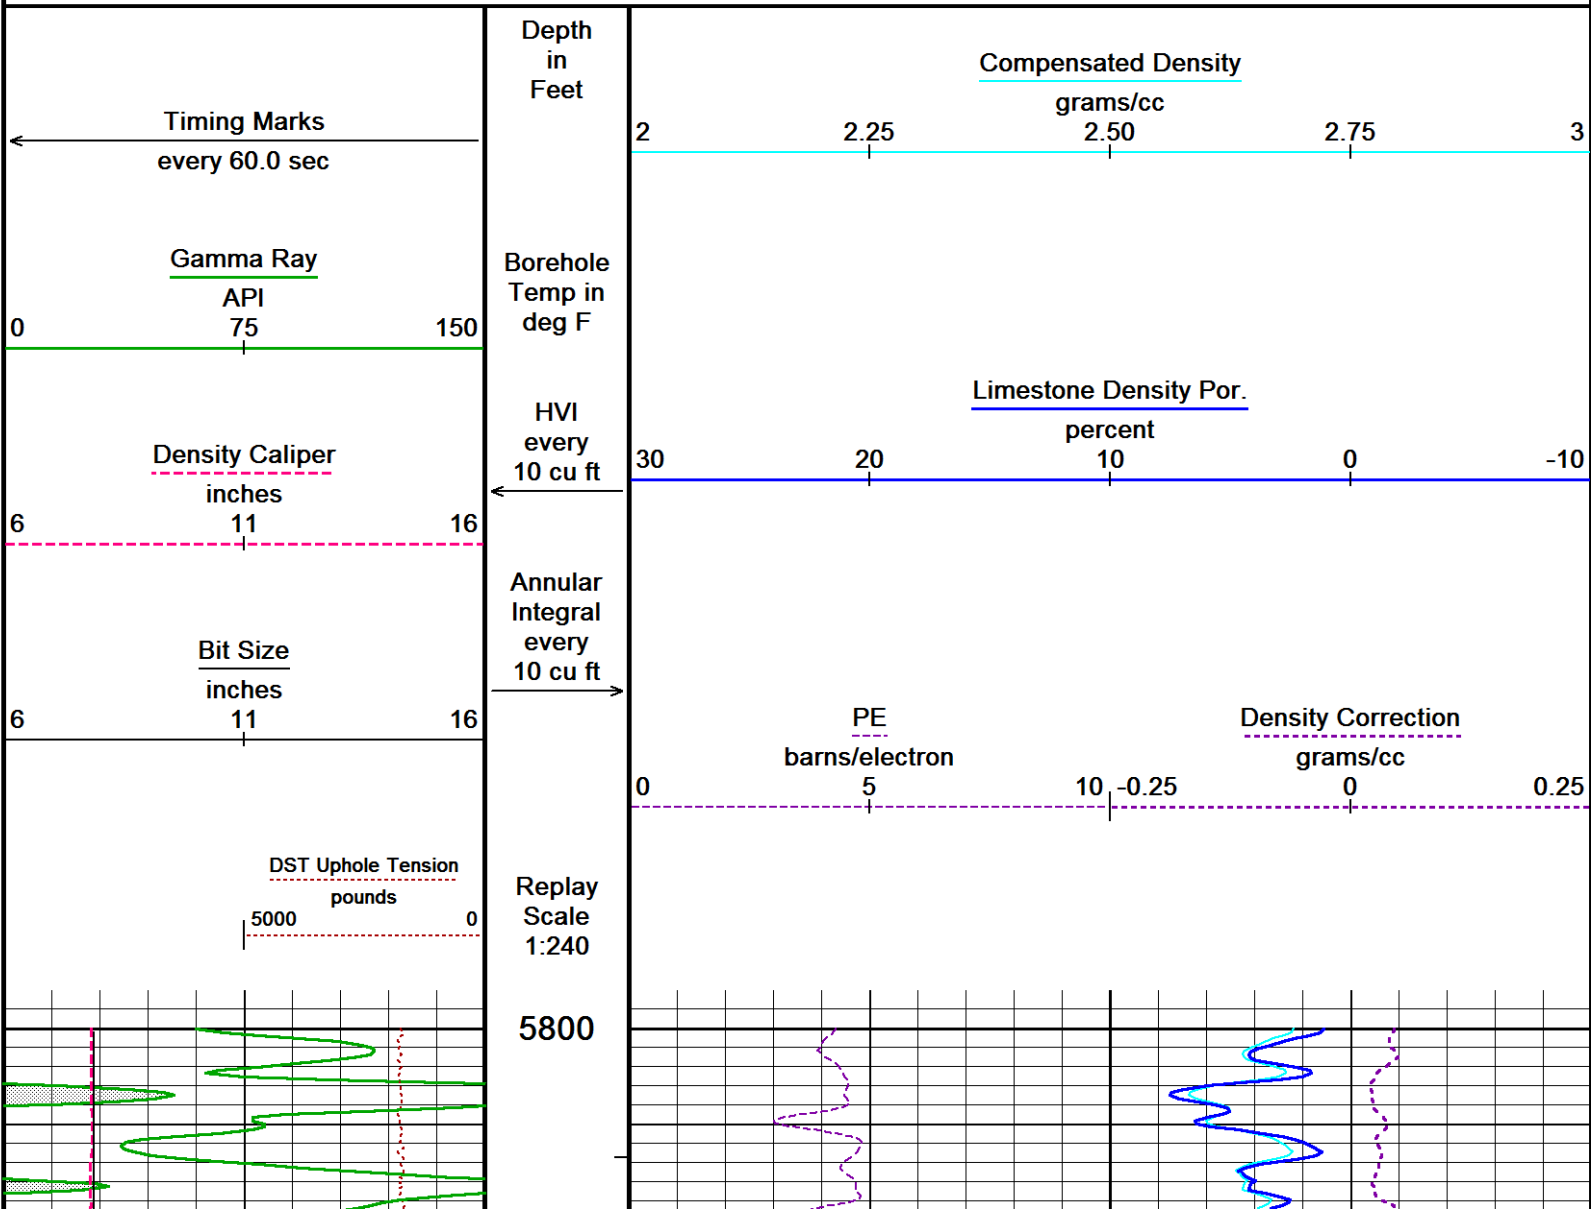 Timing Marks
every 60.0 sec
Gamma Ray
API
0 75 150
Density Caliper
inches
6 11 16
Bit Size
inches
6 11 16
DST Uphole Tension
pounds
5000 0
Depth
in
Feet
Borehole
Temp in
deg F
HVI
every
10 cu ft
Annular
Integral
every
10 cu ft
Replay
Scale
1:240
5800
Compensated Density
grams/cc
2 2.25 2.50 2.75 3
Limestone Density Por.
percent
30 20 10 0 -10
PE
barns/electron
0 5 10
Density Correction
grams/cc
-0.25 0 0.25